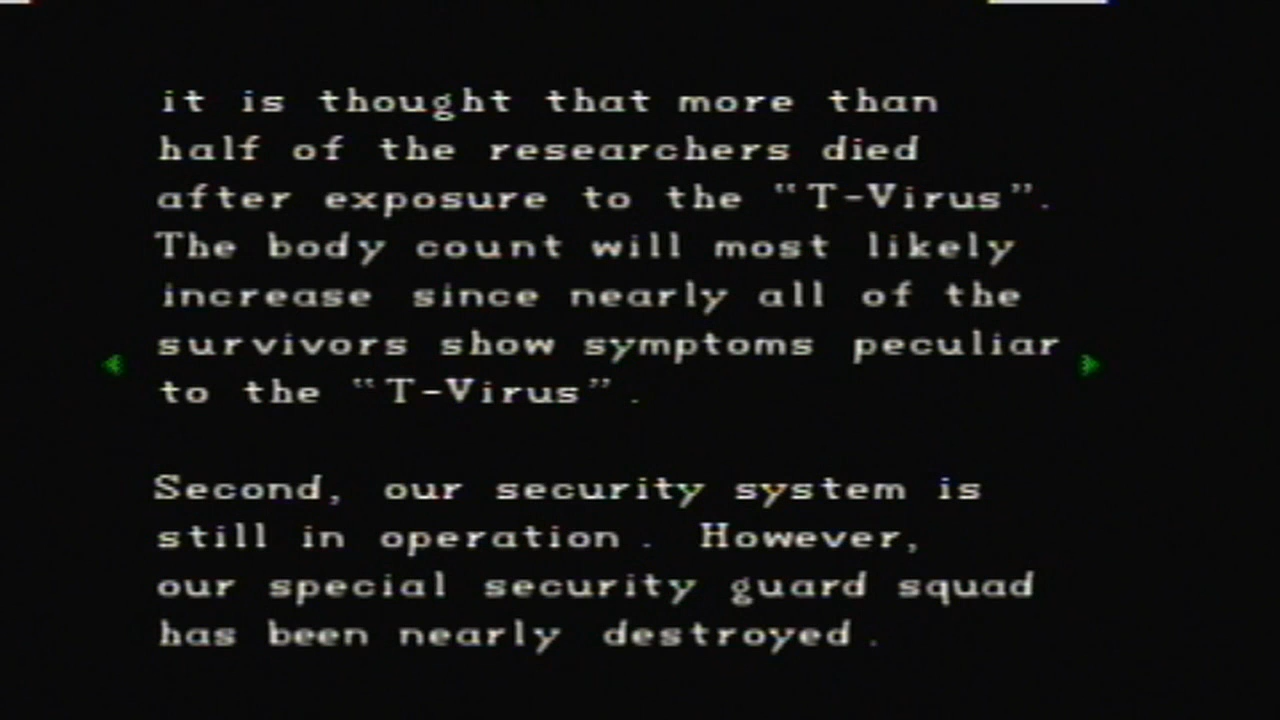 it is thought that more than
half of the researchers died
after exposure to the “T-Virus”.
The body count will most likely
increase since nearly all of the
survivors show symptoms peculiar
to the “T-Virus”.
Second, our security system is
still in operation. However,
our special security guard squad
has been nearly destroyed.